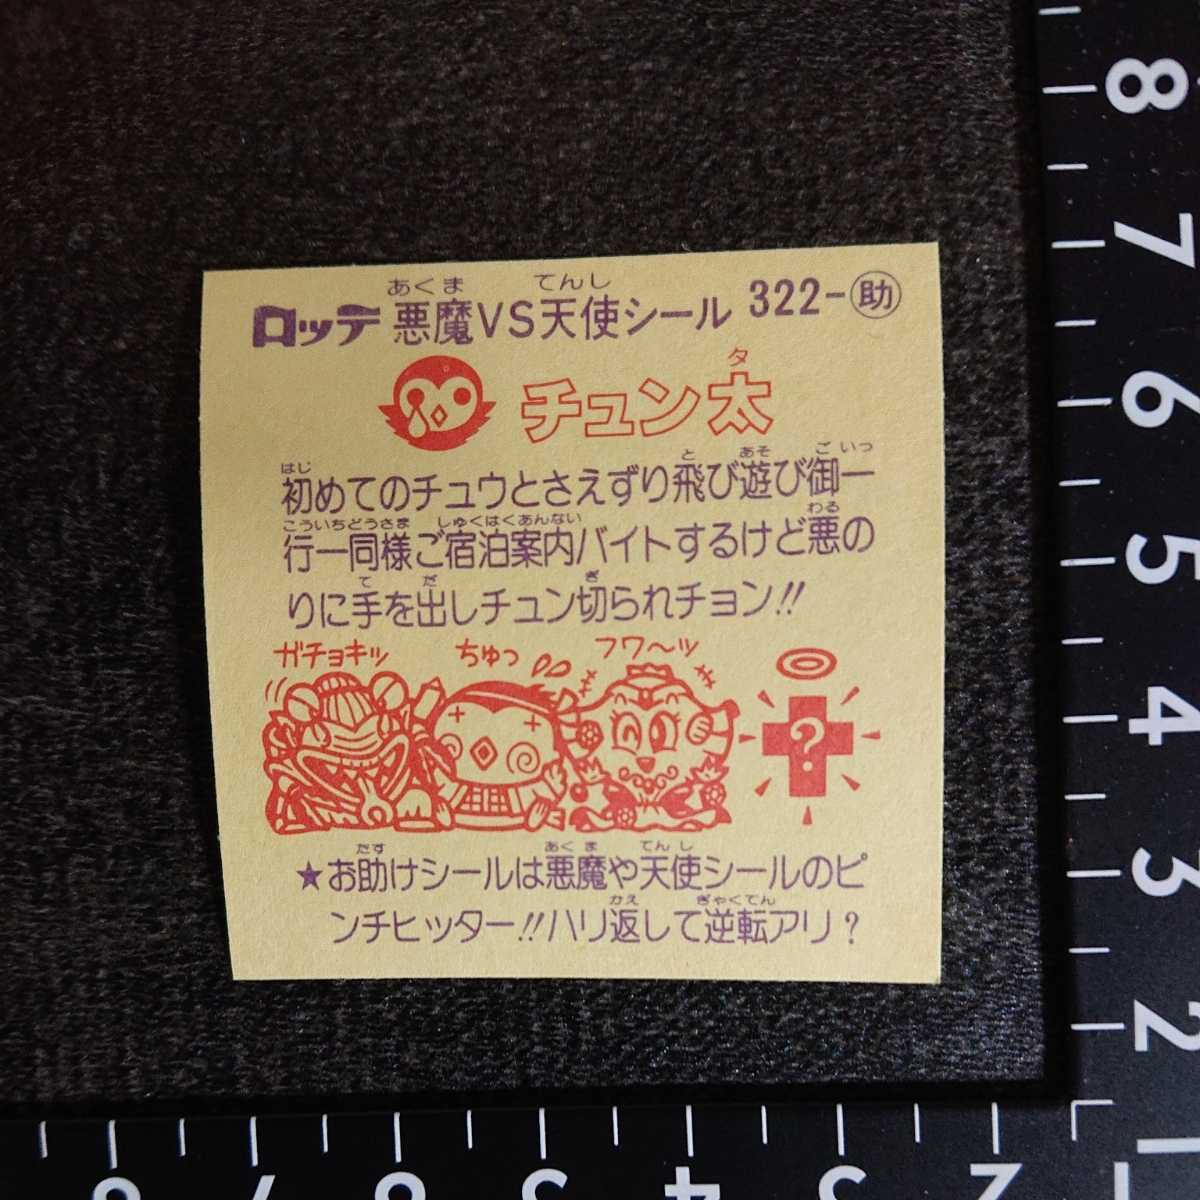 あくま てんし
ロッテ 悪魔VS天使シール 322-助
タ
チュン太
はじ と あそ ごいっ
初めてのチュウとさえずり飛び遊び御一
こういちどうさま しゅくはくあんない わる
行一同様ご宿泊案内バイトするけど悪の
て だ ぎ
りに手を出しチュン切られチョン!!
ガチョキッ ちゅっ フワ〜ッ
?
たす あくま てんし
★お助けシールは悪魔や天使シールのピ
かえ ぎゃくてん
ンチヒッター!!ハリ返して逆転アリ?
8
7
6
5
4
3
2
1
8 7 6 5 4 3 2 1